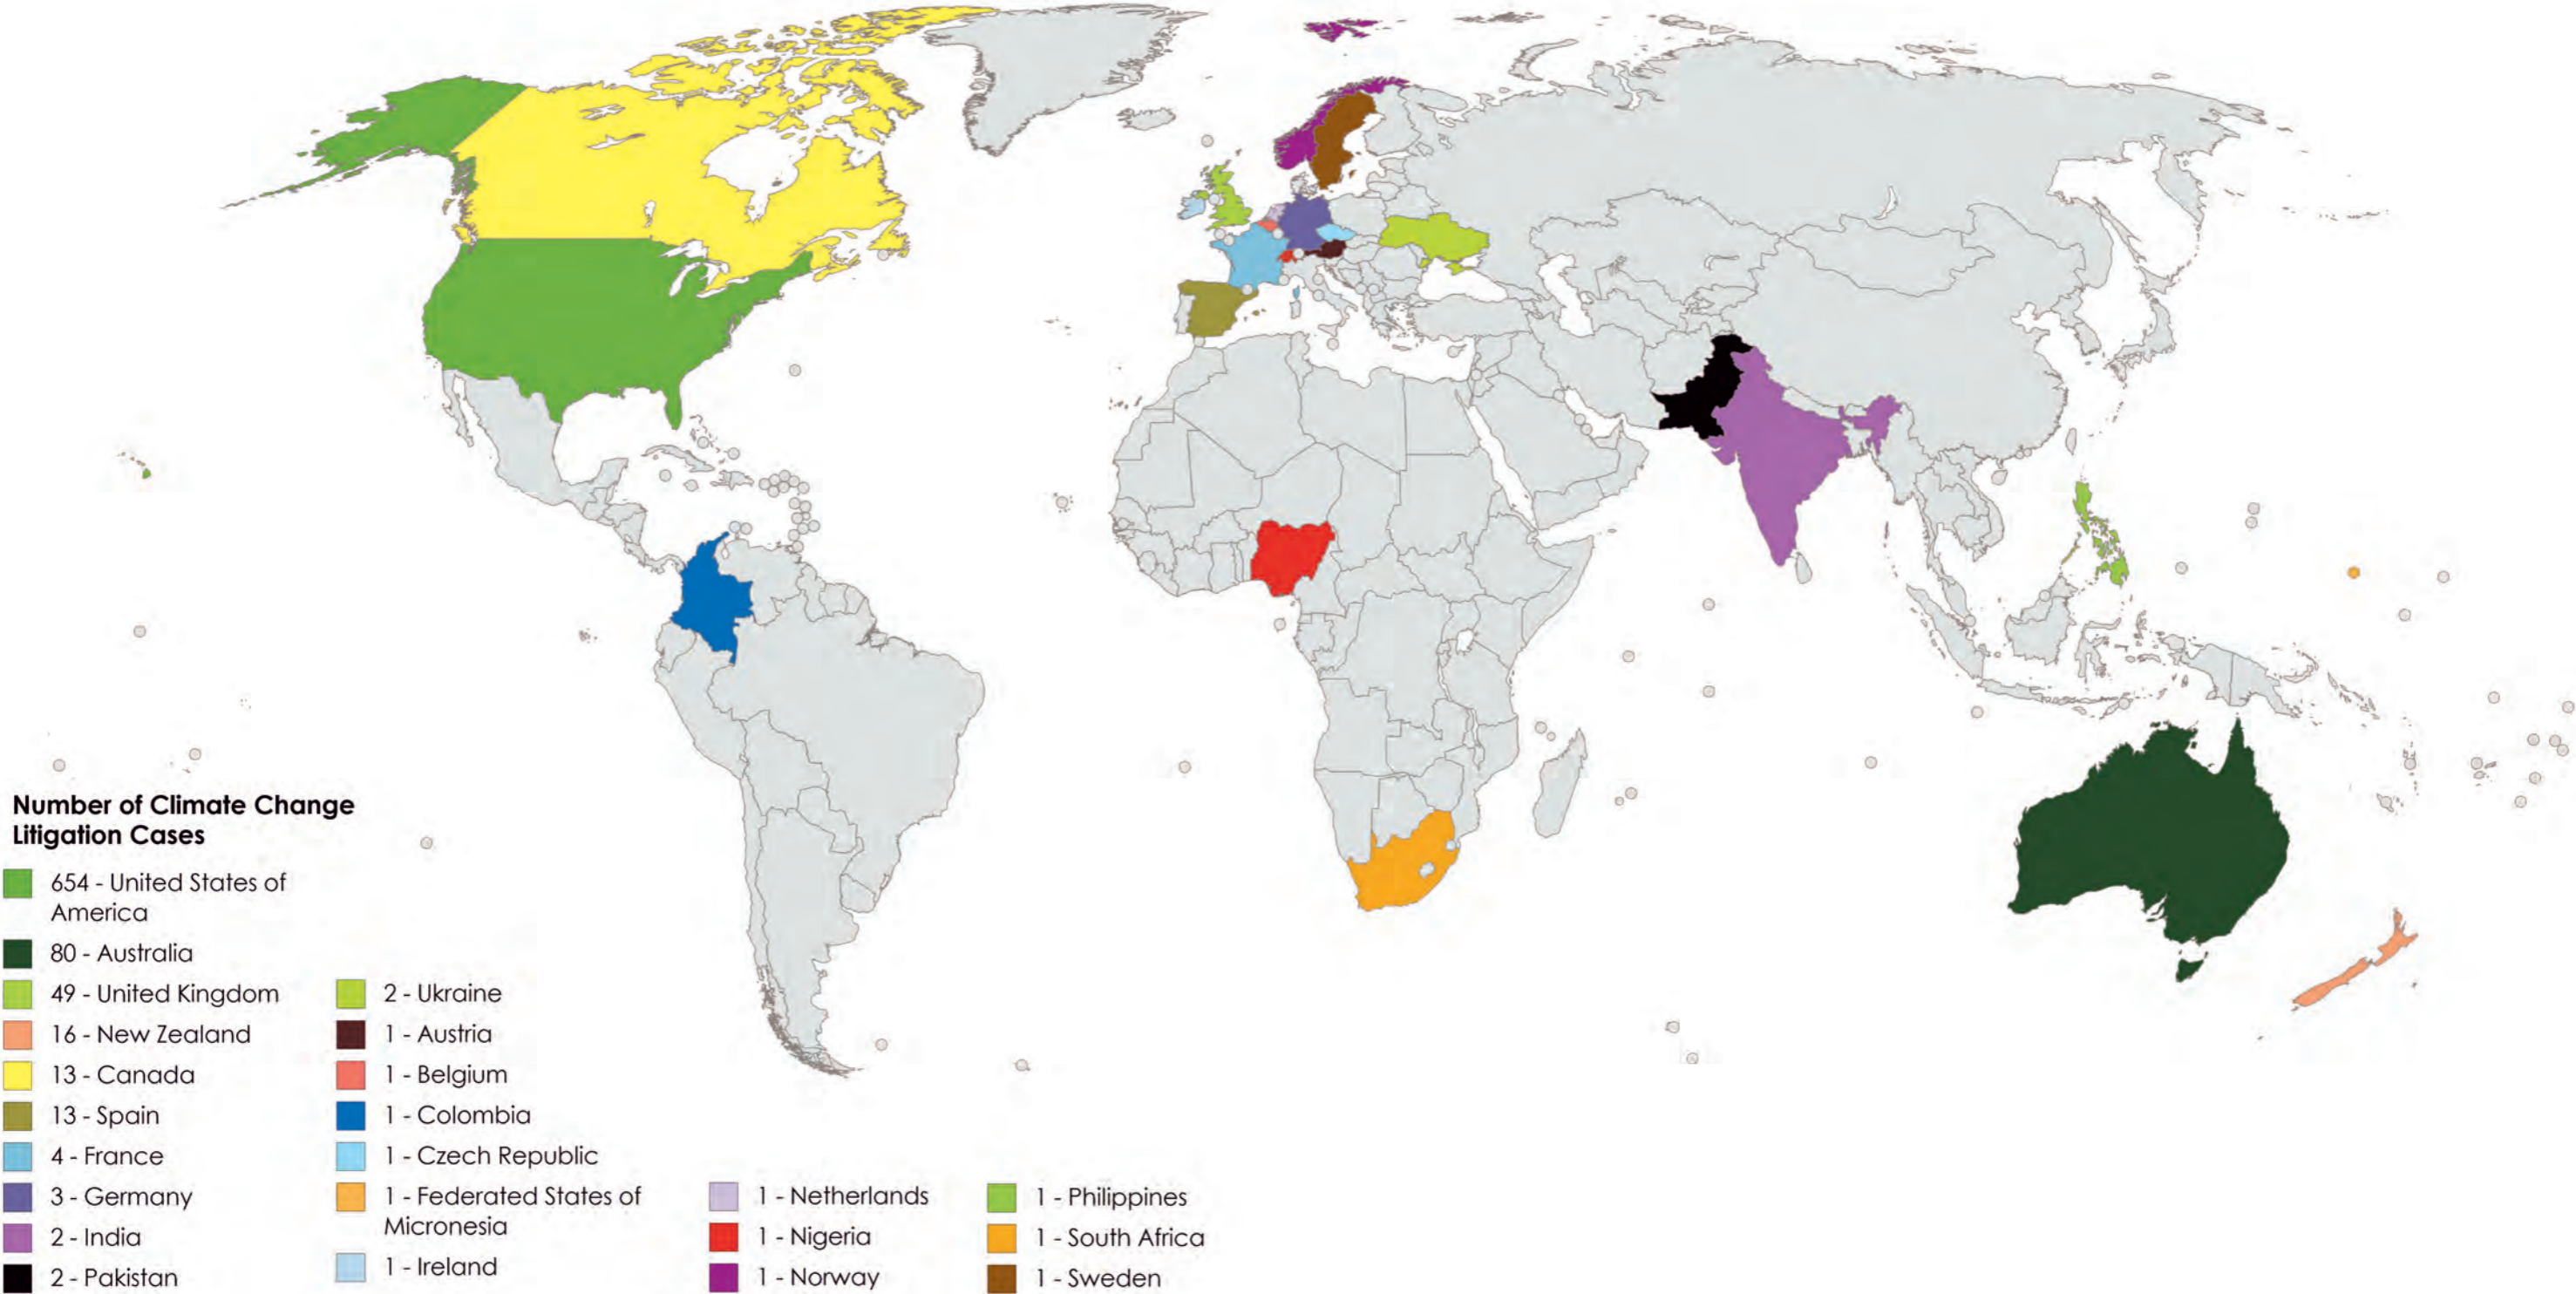 Number of Climate Change
Litigation Cases
654 - United States of
America
80 - Australia
49 - United Kingdom
16 - New Zealand
13 - Canada
13 - Spain
4 - France
3 - Germany
2 - India
2 - Pakistan
2 - Ukraine
1 - Austria
1 - Belgium
1 - Colombia
1 - Czech Republic
1 - Federated States of
Micronesia
1 - Ireland
1 - Netherlands
1 - Nigeria
1 - Norway
1 - Philippines
1 - South Africa
1 - Sweden